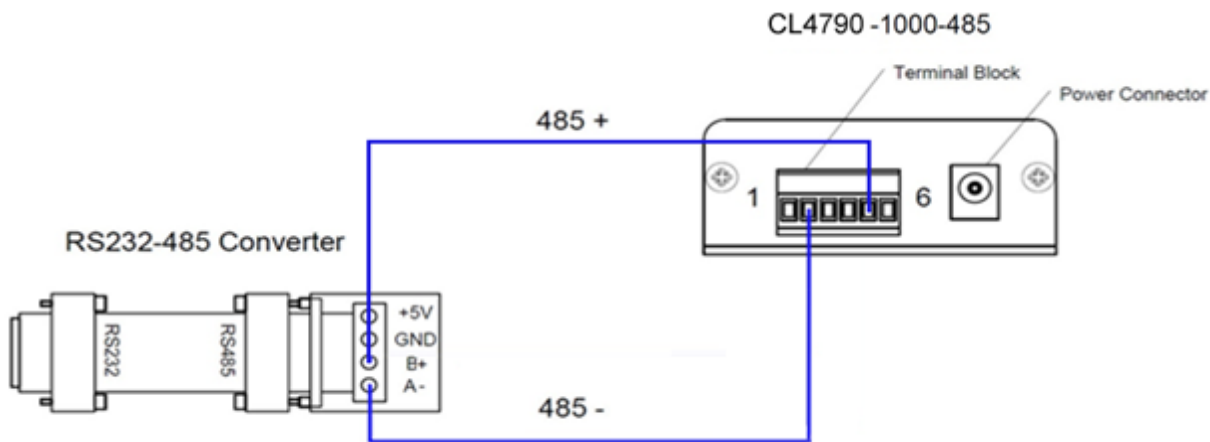 CL4790 -1000-485
Terminal Block
Power Connector
485 +
1
6
RS232-485 Converter
+5V
GND
B+
A-
RS232
RS485
485 -